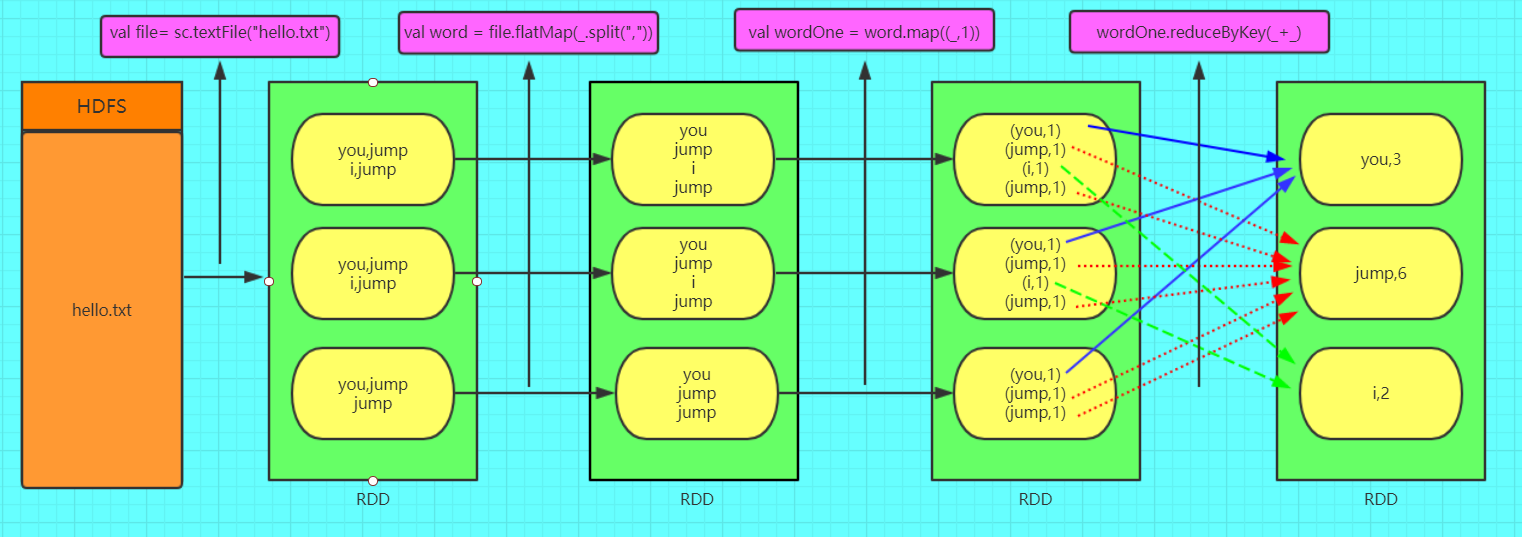 val file= sc.textFile("hello.txt")
val word = file.flatMap(_.split(","))
val wordOne = word.map((_,1))
wordOne.reduceByKey(_+_)
HDFS
hello.txt
you,jump
i,jump
you,jump
i,jump
you,jump
jump
RDD
you
jump
i
jump
you
jump
i
jump
you
jump
jump
RDD
(you,1)
(jump,1)
(i,1)
(jump,1)
(you,1)
(jump,1)
(i,1)
(jump,1)
(you,1)
(jump,1)
(jump,1)
RDD
you,3
jump,6
i,2
RDD